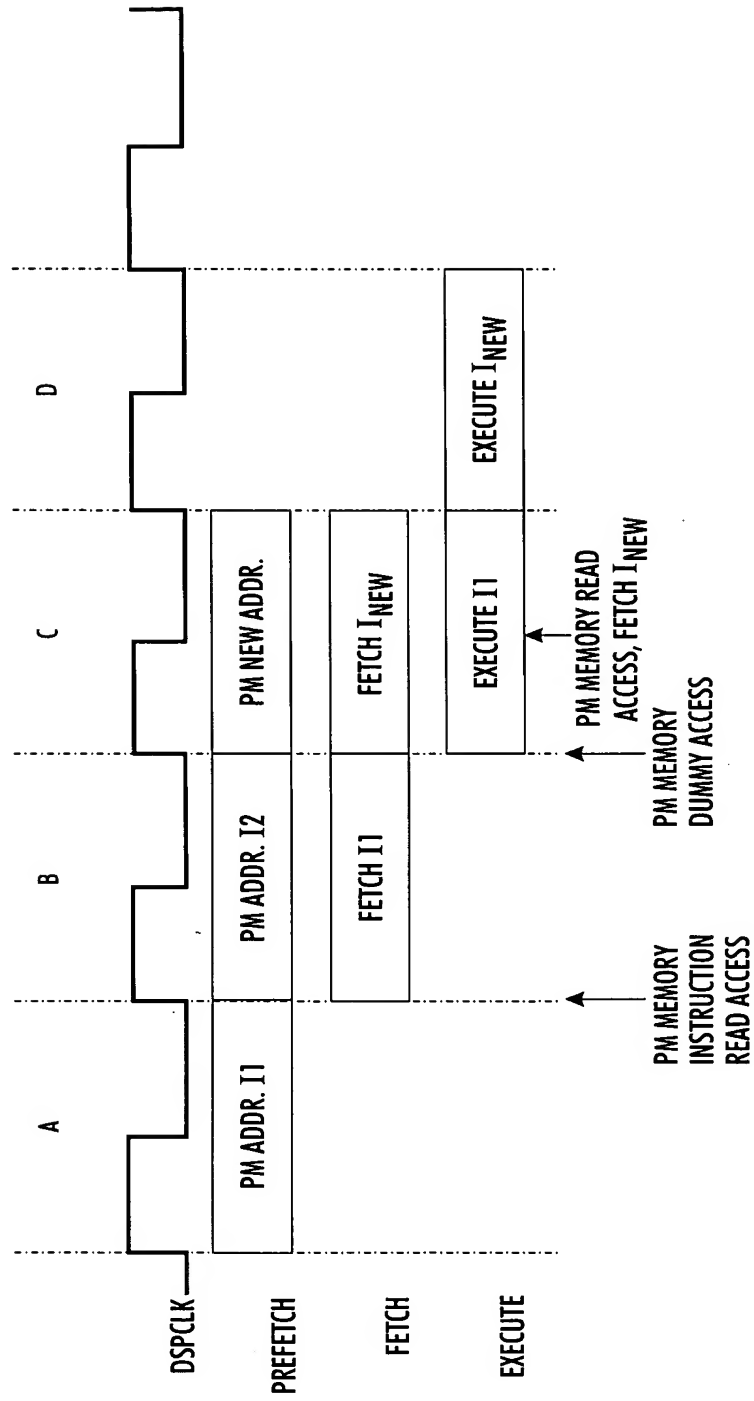 A
B
C
D
DSPCLK
PREFETCH
PM ADDR. I1
PM ADDR. I2
PM NEW ADDR.
FETCH
FETCH I1
FETCH INEW
EXECUTE
EXECUTE I1
EXECUTE INEW
PM MEMORY
INSTRUCTION
READ ACCESS
PM MEMORY
DUMMY ACCESS
PM MEMORY READ
ACCESS, FETCH INEW